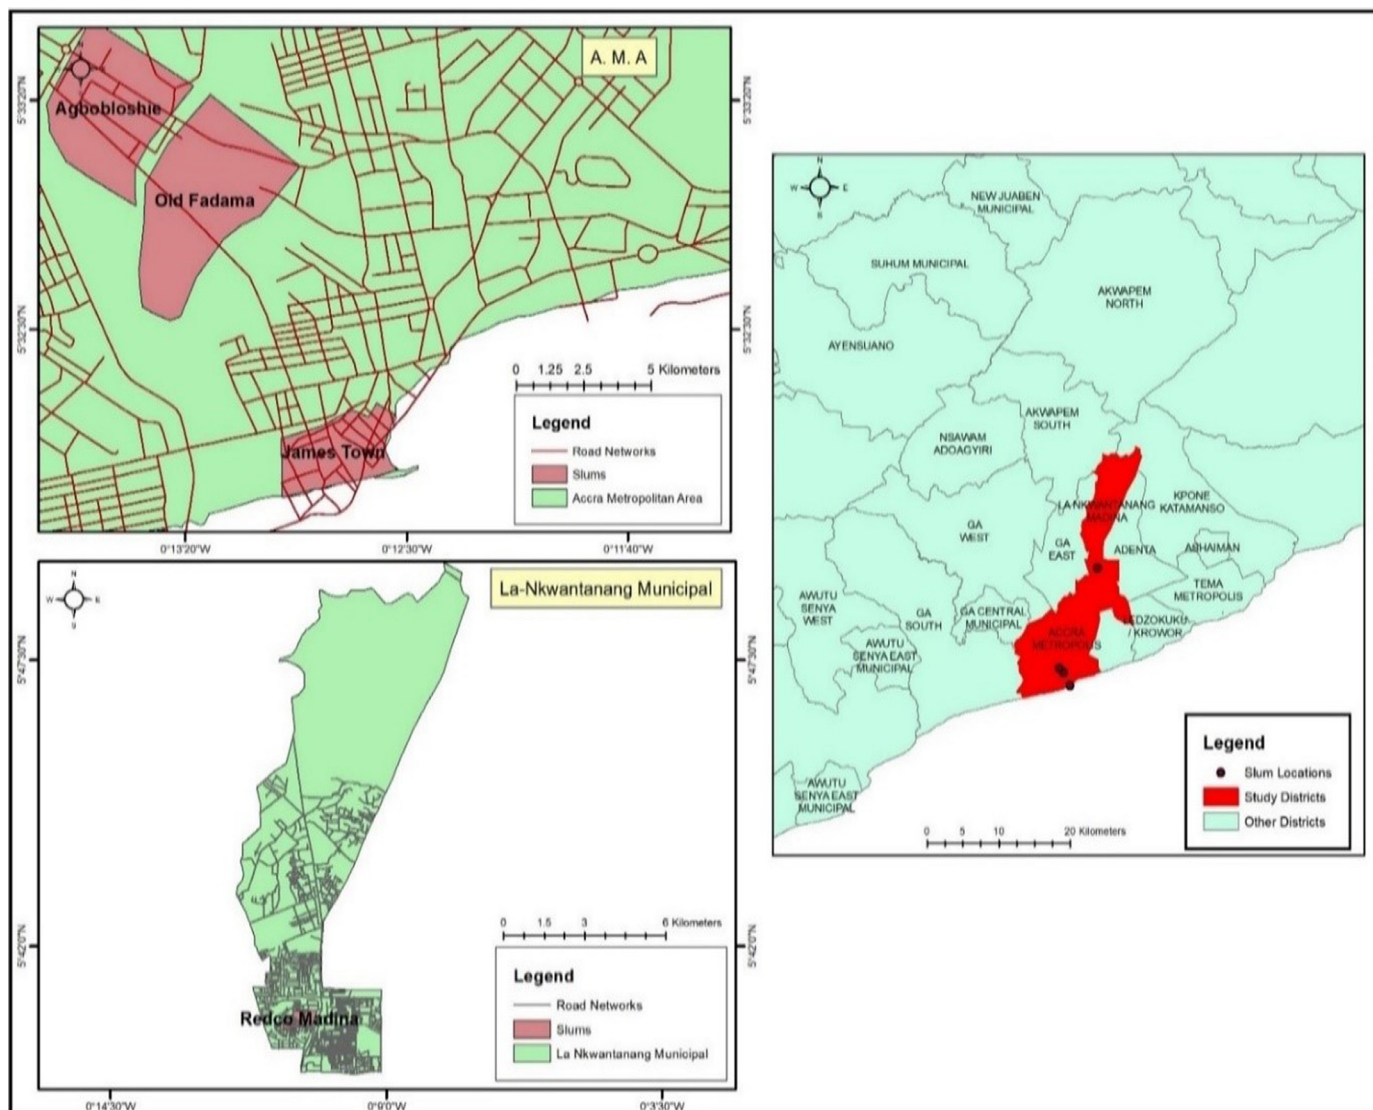 A. M. A
N
W
Agbobloshie
Old Fadama
James Town
0 1.25 2.5 5 Kilometers
Legend
Road Networks
Slums
Accra Metropolitan Area
5°33'20"N
5°32'30"N
5°33'20"N
5°32'30"N
0°13'20"W
0°12'30"W
0°11'40"W
La-Nkwantanang Municipal
N
W E
S
Redco Madina
0 1.5 3 6 Kilometers
Legend
Road Networks
Slums
La Nkwantanang Municipal
5°47'30"N
5°42'0"N
5°47'30"N
5°42'0"N
0°14'30"W
0°9'0"W
0°3'30"W
N
W E
S
NEW JUABEN
MUNICIPAL
SUHUM MUNICIPAL
AKWAPEM
NORTH
AYENSUANO
AKWAPEM
SOUTH
NSAWAM
ADOAGYIRI
LA-NKWANTANANG
MADINA
KPONE
KATAMANSO
GA
WEST
GA
EAST
ADENTA
ASHAIMAN
TEMA
METROPOLIS
AWUTU
SENYA
WEST
GA
SOUTH
GA CENTRAL
MUNICIPAL
LEDZOKUKU
/ KROWOR
ACCRA
METROPOLIS
AWUTU
SENYA EAST
MUNICIPAL
AWUTU
SENYA EAST
MUNICIPAL
0 5 10 20 Kilometers
Legend
Slum Locations
Study Districts
Other Districts